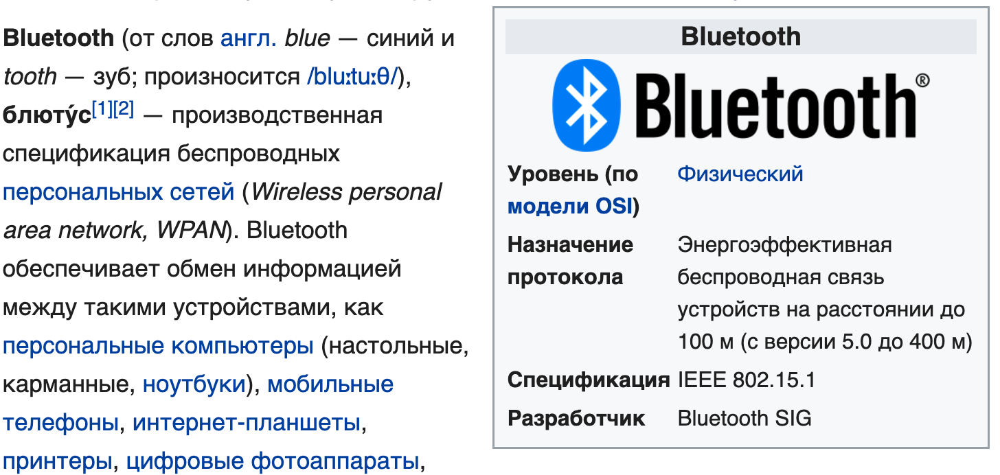 Bluetooth (от слов англ. blue — синий и
tooth — зуб; произносится /bluːtuːθ/),
блюту́с[1][2] — производственная
спецификация беспроводных
персональных сетей (Wireless personal
area network, WPAN). Bluetooth
обеспечивает обмен информацией
между такими устройствами, как
персональные компьютеры (настольные,
карманные, ноутбуки), мобильные
телефоны, интернет-планшеты,
принтеры, цифровые фотоаппараты,
Bluetooth
Bluetooth®
Уровень (по Физический
модели OSI)
Назначение Энергоэффективная
протокола беспроводная связь
устройств на расстоянии до
100 м (с версии 5.0 до 400 м)
Спецификация IEEE 802.15.1
Разработчик Bluetooth SIG